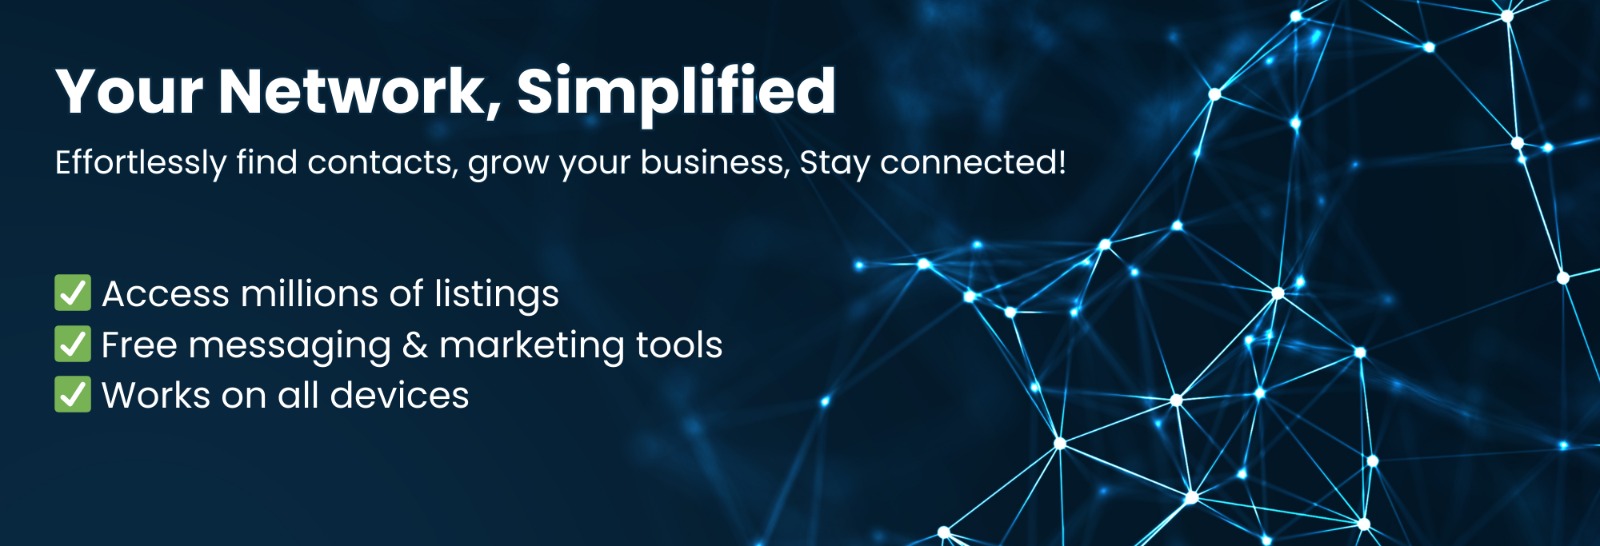 Your Network, Simplified
Effortlessly find contacts, grow your business, Stay connected!
✅ Access millions of listings
✅ Free messaging & marketing tools
✅ Works on all devices